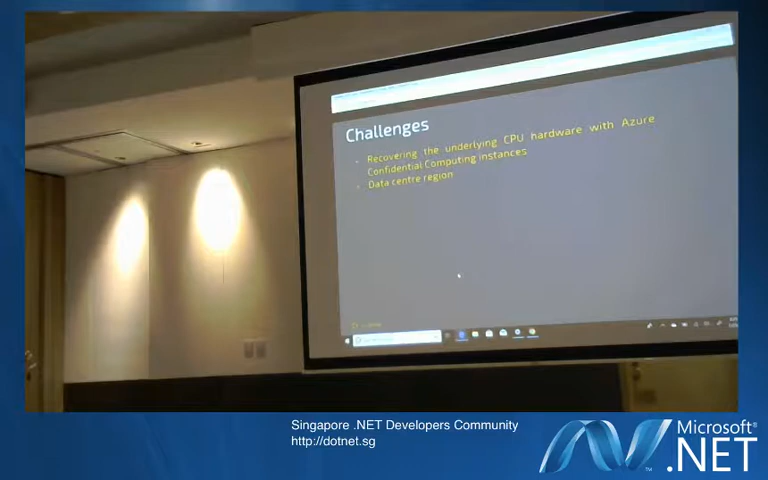 Challenges
Recovering the underlying CPU hardware with Azure
Confidential Computing instances
Data centre region
Singapore .NET Developers Community
http://dotnet.sg
Microsoft®
.NET™